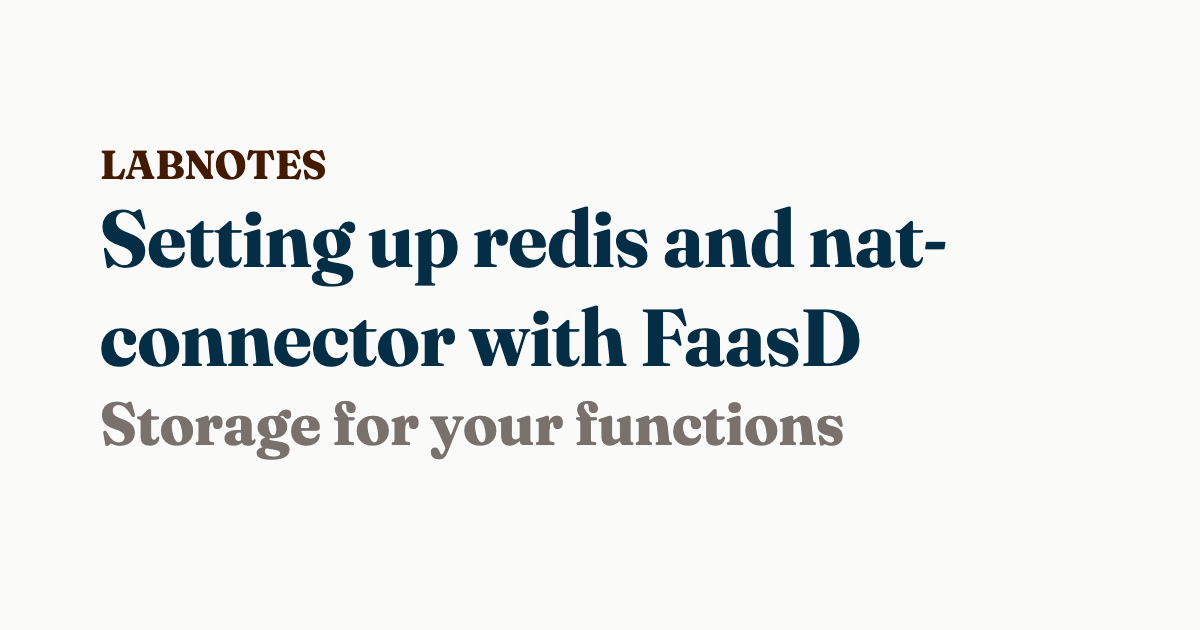 LABNOTES
Setting up redis and nat-
connector with FaasD
Storage for your functions